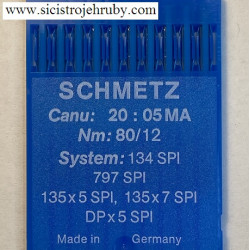 www.sicistrojehruby.cz
SCHMETZ
Canu: 20 : 05 MA
Nm: 80/12
System: 134 SPI
797 SPI
135 x 5 SPI, 135 x 7 SPI
DP x 5 SPI
Made in Germany